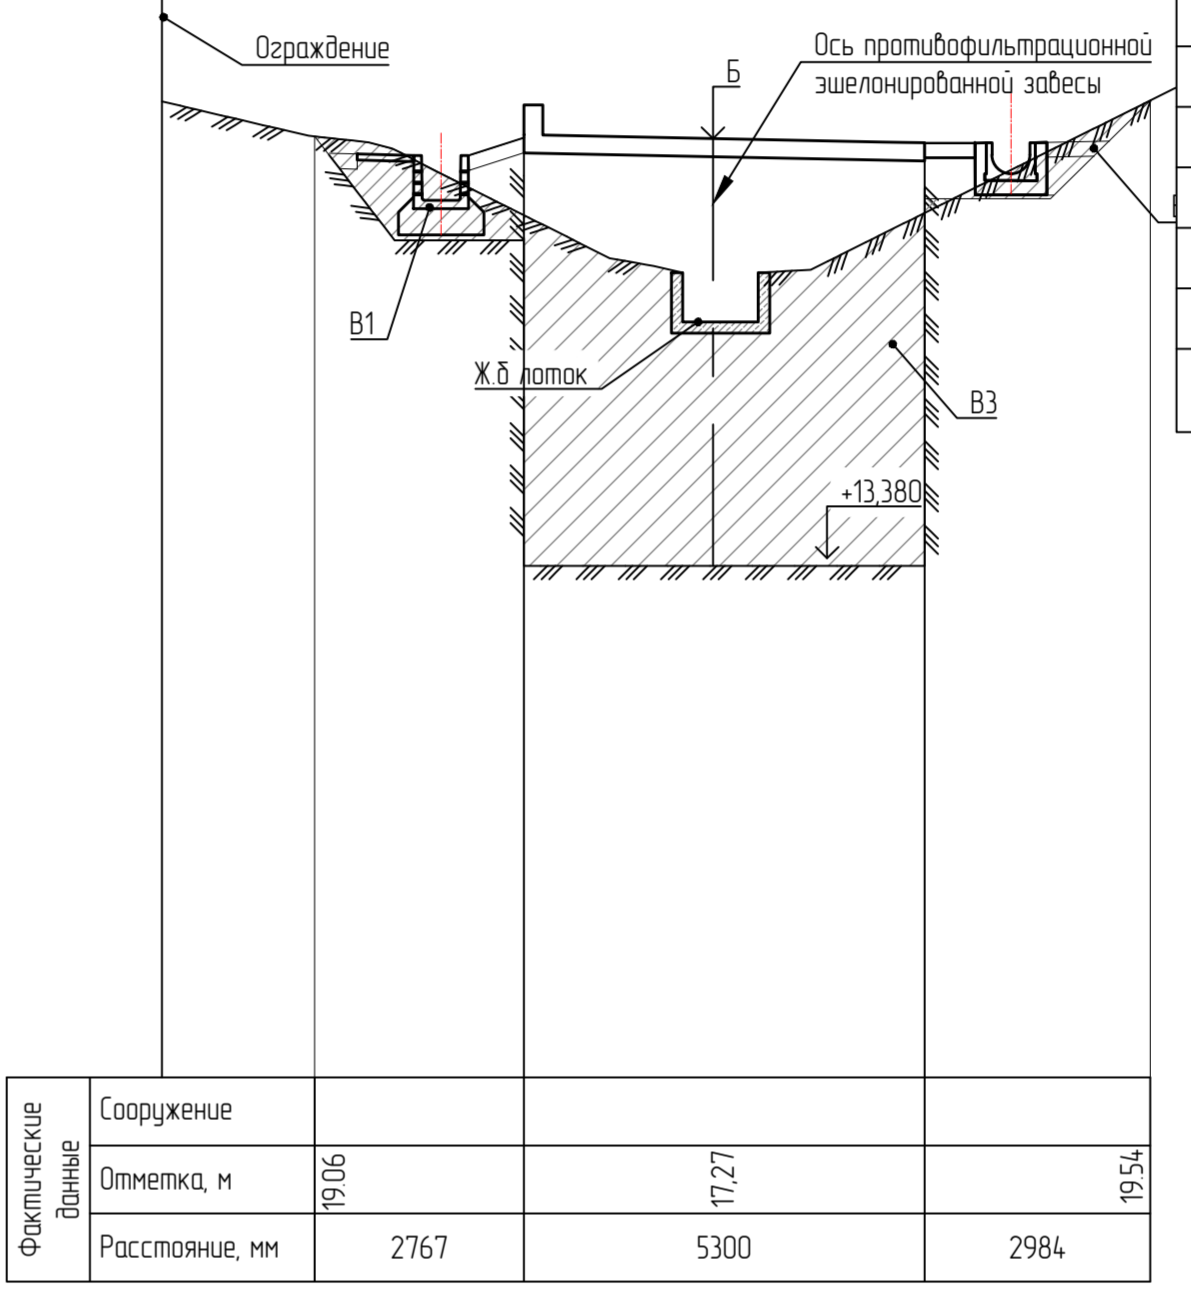 Ограждение
Ось противофильтрационной
эшелонированной завесы
Б
В1
Ж.б лоток
В3
+13,380
Фактические
данные
Сооружение
Отметка, м
19.06
17,27
19.54
Расстояние, мм
2767
5300
2984